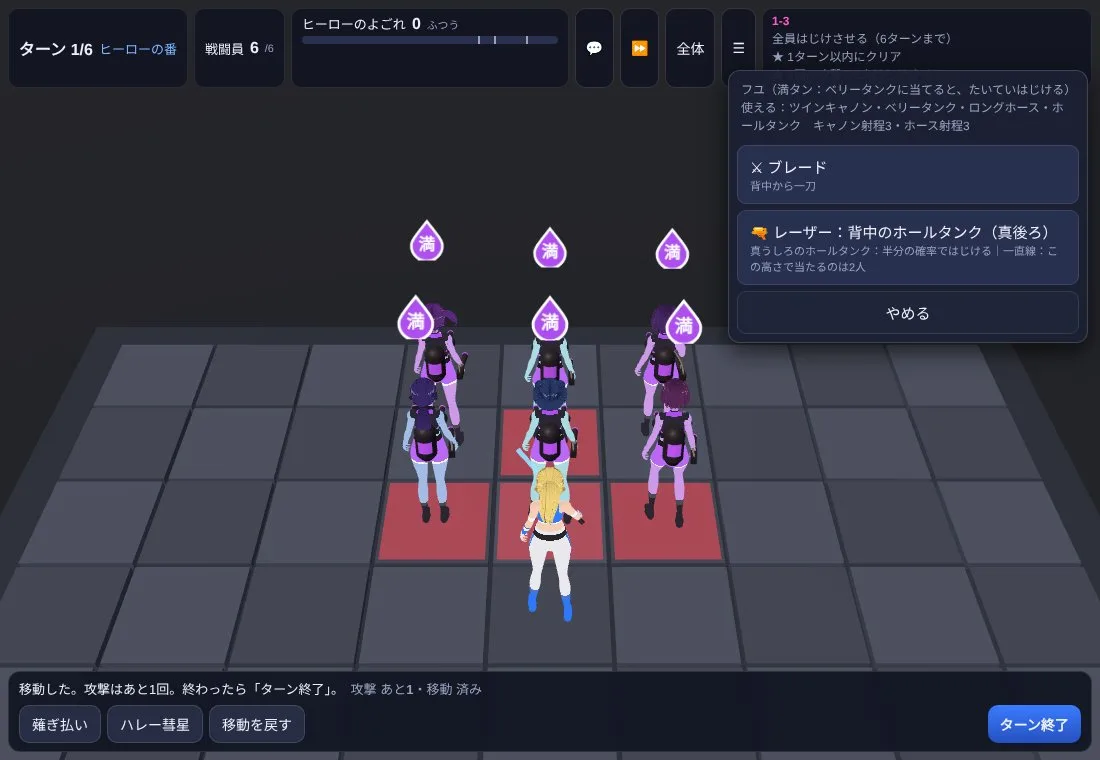 ターン 1/6 ヒーローの番
戦闘員 6 /6
ヒーローのよごれ 0 ふつう
全体
1-3
全員はじけさせる（6ターンまで）
★ 1ターン以内にクリア
フユ（満タン：ベリータンクに当てると、たいていはじける）
使える：ツインキャノン・ベリータンク・ロングホース・ホ
ールタンク　キャノン射程3・ホース射程3
⚔ ブレード
背中から一刀
🔫 レーザー：背中のホールタンク（真後ろ）
真うしろのホールタンク：半分の確率ではじける｜一直線：こ
の高さで当たるのは2人
やめる
満
満
満
満
満
満
移動した。攻撃はあと1回。終わったら「ターン終了」。 攻撃 あと1・移動 済み
薙ぎ払い
ハレー彗星
移動を戻す
ターン終了